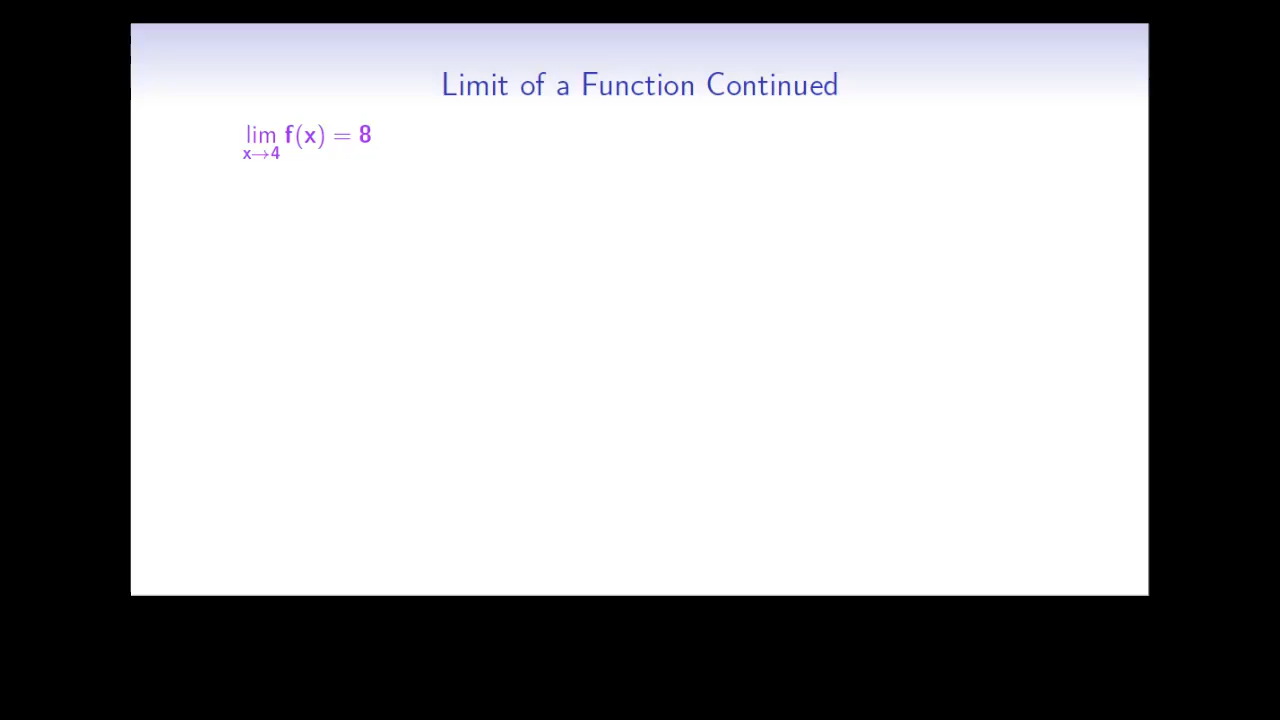 Limit of a Function Continued
lim f(x) = 8
x→4